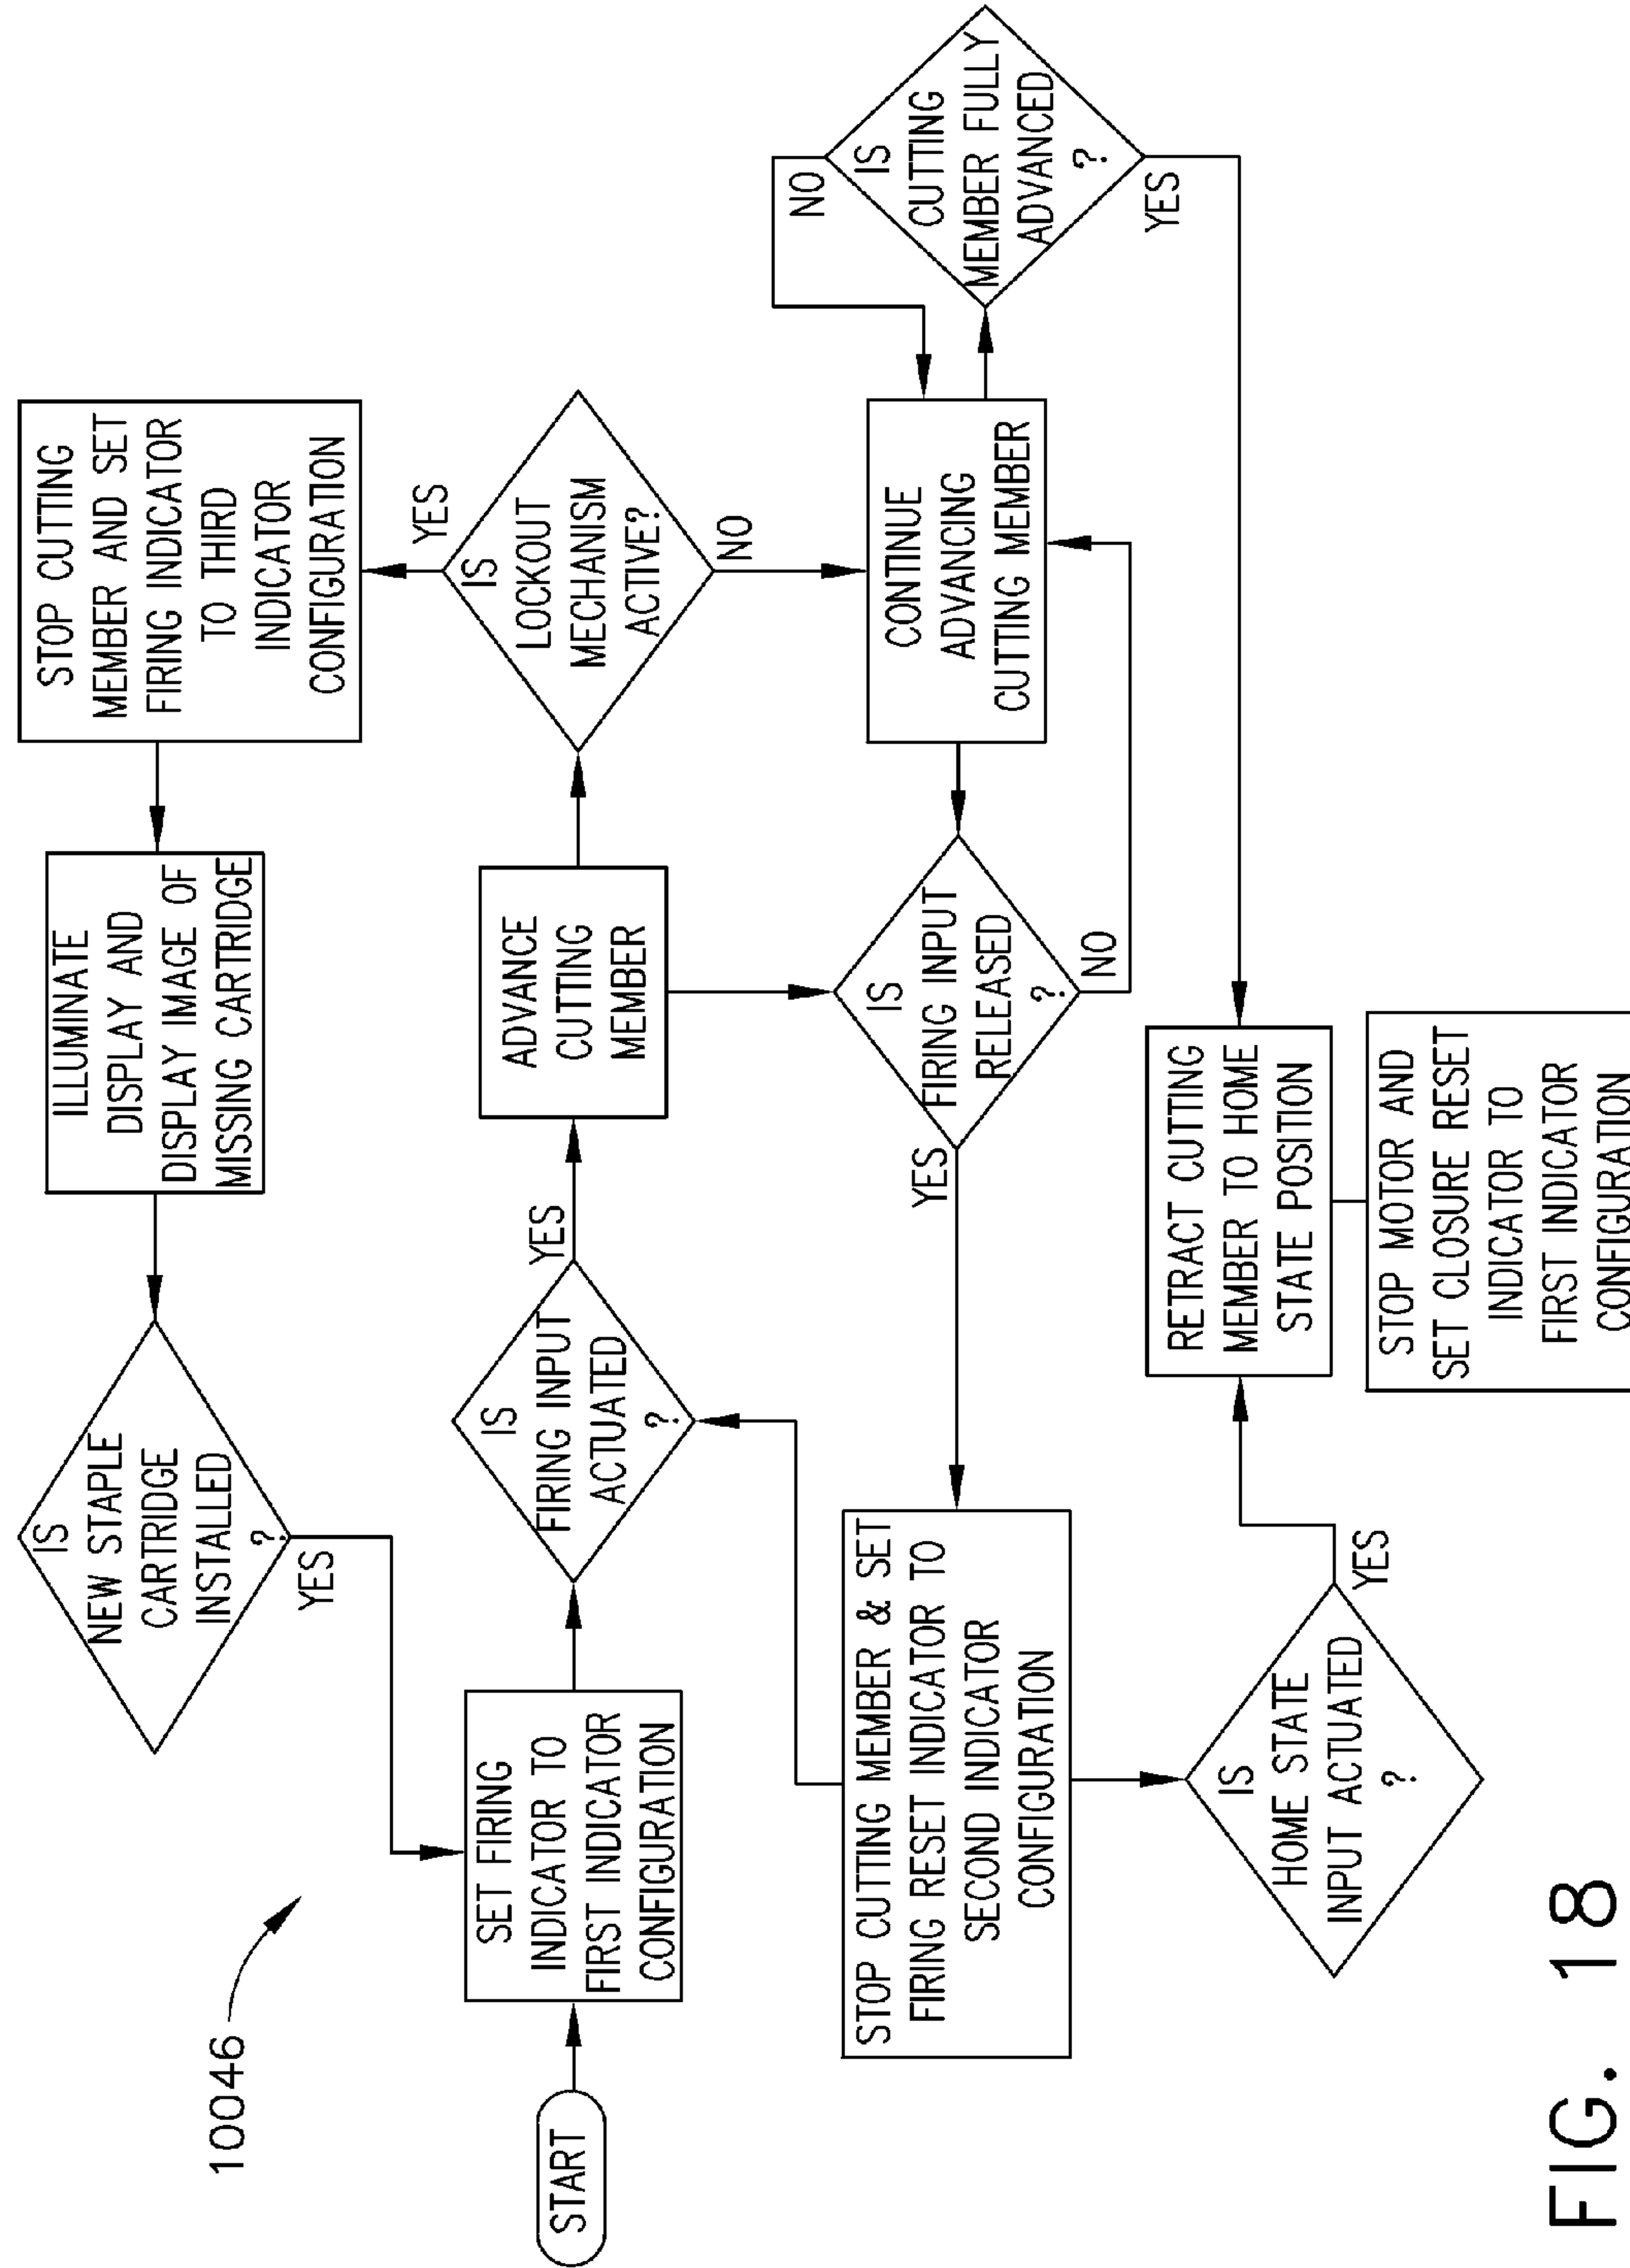 10046
IS
NEW STAPLE
CARTRIDGE
INSTALLED
?
YES
ILLUMINATE
DISPLAY AND
DISPLAY IMAGE OF
MISSING CARTRIDGE
STOP CUTTING
MEMBER AND SET
FIRING INDICATOR
TO THIRD
INDICATOR
CONFIGURATION
START
SET FIRING
INDICATOR TO
FIRST INDICATOR
CONFIGURATION
IS
FIRING INPUT
ACTUATED
?
YES
ADVANCE
CUTTING
MEMBER
IS
LOCKOUT
MECHANISM
ACTIVE?
YES
NO
STOP CUTTING MEMBER & SET
FIRING RESET INDICATOR TO
SECOND INDICATOR
CONFIGURATION
YES
IS
FIRING INPUT
RELEASED
?
NO
CONTINUE
ADVANCING
CUTTING MEMBER
NO
IS
CUTTING
MEMBER FULLY
ADVANCED
?
YES
IS
HOME STATE
INPUT ACTUATED
?
YES
RETRACT CUTTING
MEMBER TO HOME
STATE POSITION
STOP MOTOR AND
SET CLOSURE RESET
INDICATOR TO
FIRST INDICATOR
CONFIGURATION
FIG. 18